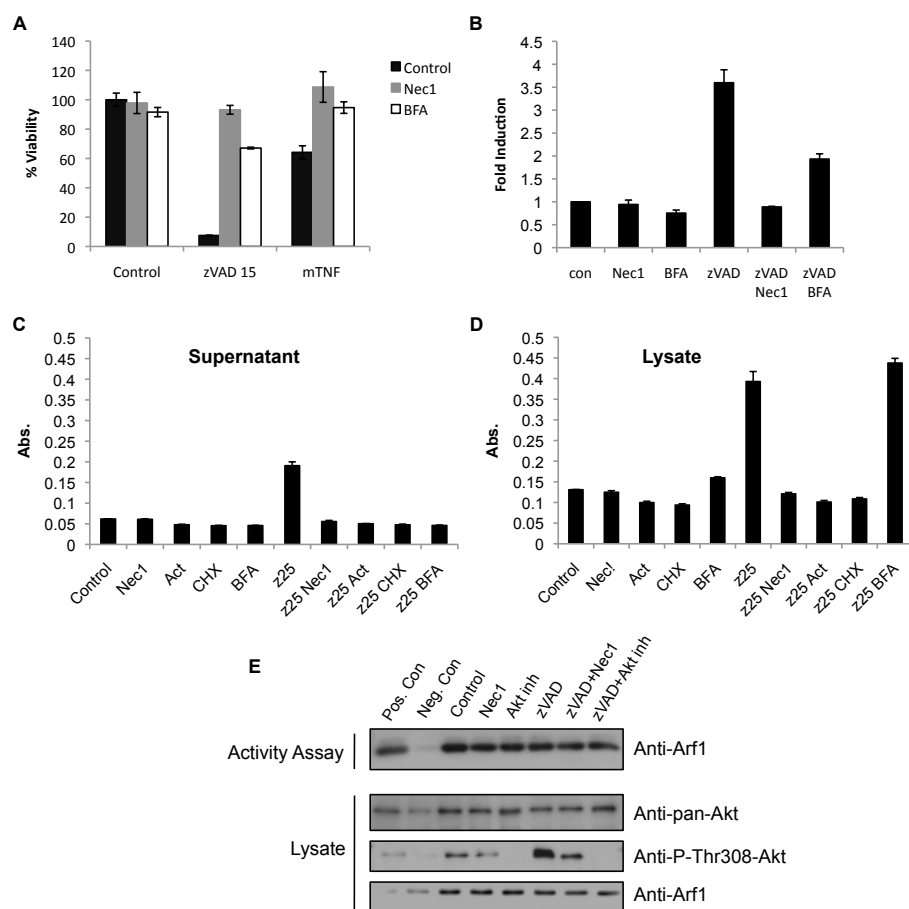 A
140
120
100
80
60
40
20
0
% Viability
Control
zVAD 15
mTNF
Control
Nec1
BFA
B
4.5
4
3.5
3
2.5
2
1.5
1
0.5
0
Fold Induction
con
Nec1
BFA
zVAD
zVAD
Nec1
zVAD
BFA
C
Supernatant
0.5
0.45
0.4
0.35
0.3
0.25
0.2
0.15
0.1
0.05
0
Abs.
Control
Nec1
Act
CHX
BFA
z25
z25 Nec1
z25 Act
z25 CHX
z25 BFA
D
Lysate
0.5
0.45
0.4
0.35
0.3
0.25
0.2
0.15
0.1
0.05
0
Abs.
Control
Nec!
Act
CHX
BFA
z25
z25 Nec1
z25 Act
z25 CHX
z25 BFA
E
Pos. Con
Neg. Con
Control
Nec1
Akt inh
zVAD
zVAD+Nec1
zVAD+Akt inh
Activity Assay
Anti-Arf1
Lysate
Anti-pan-Akt
Anti-P-Thr308-Akt
Anti-Arf1